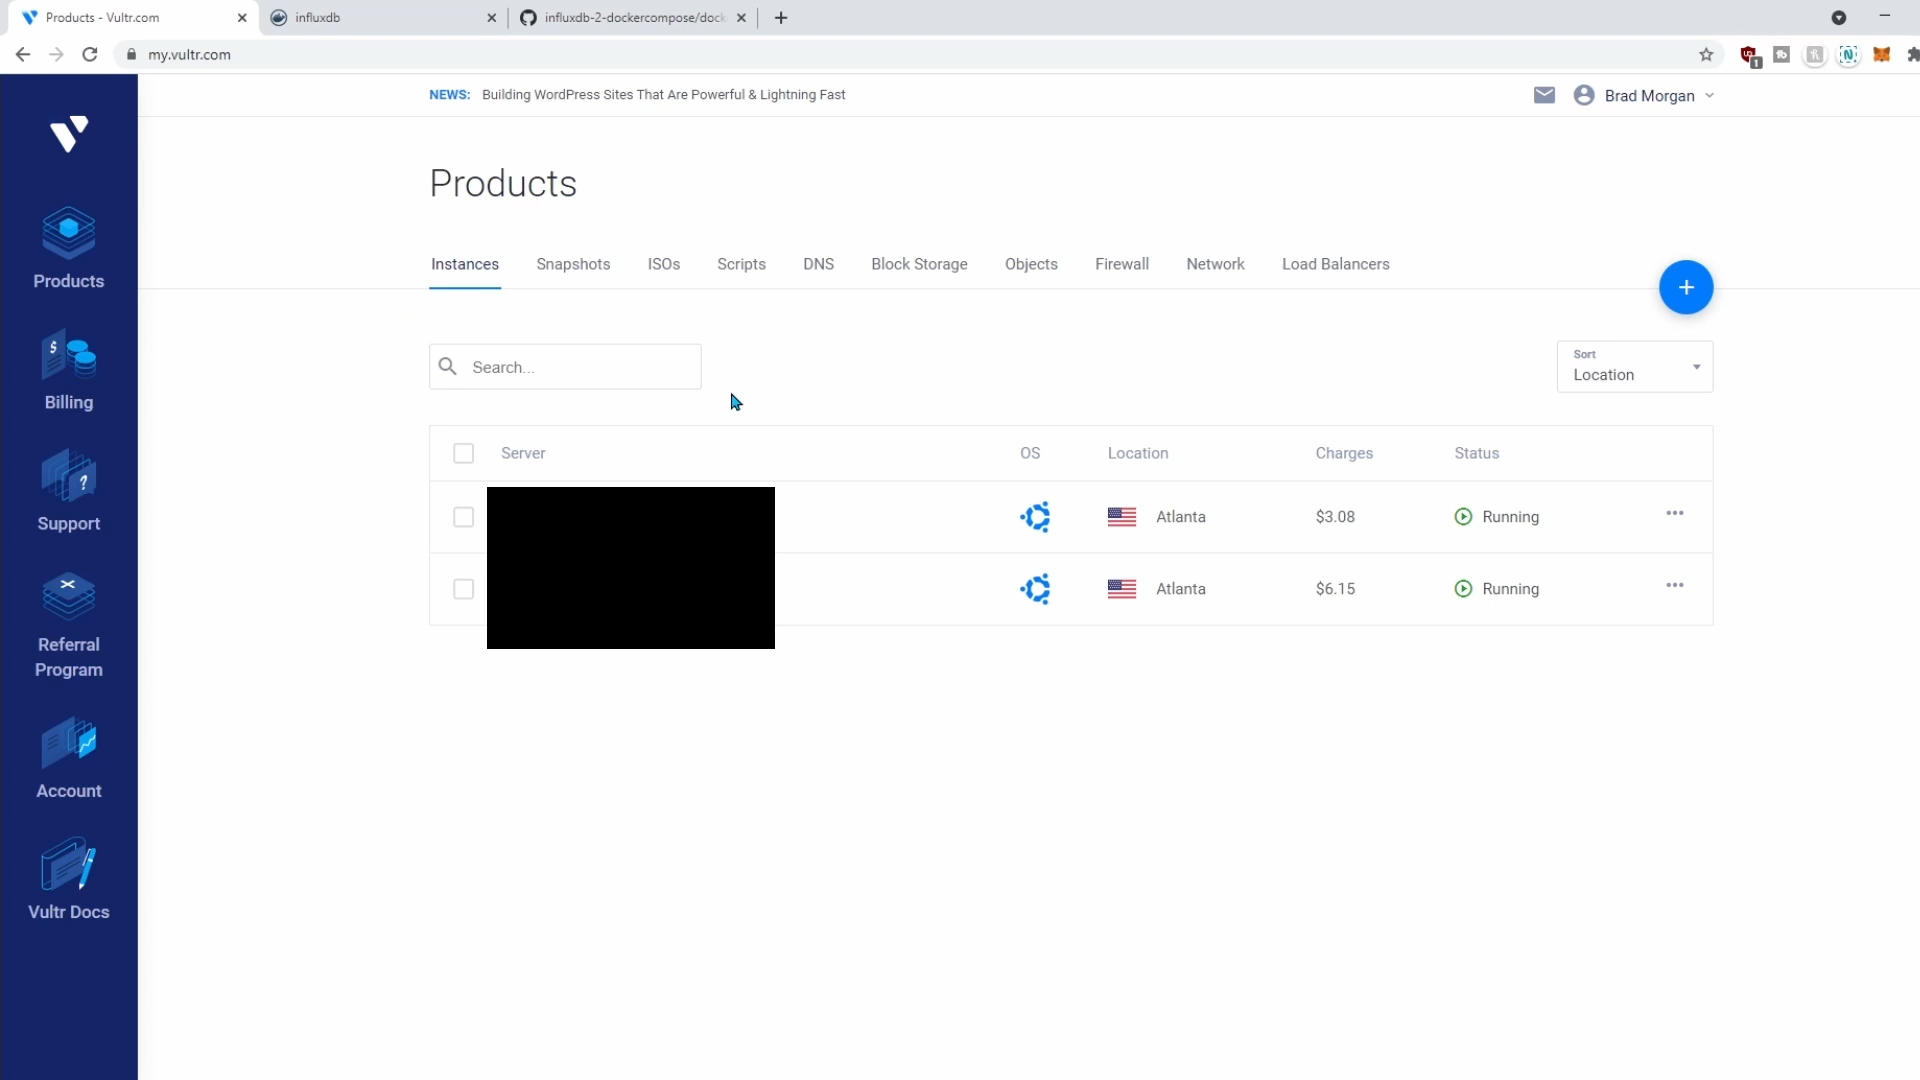 Products - Vultr.com
influxdb
influxdb-2-dockercompose/dock
my.vultr.com
1
NEWS: Building WordPress Sites That Are Powerful & Lightning Fast
Brad Morgan
Products
Instances Snapshots ISOs Scripts DNS Block Storage Objects Firewall Network Load Balancers
+
Search...
Sort
Location
Server OS Location Charges Status
Atlanta $3.08 Running
Atlanta $6.15 Running
Products
$
Billing
?
Support
Referral
Program
Account
Vultr Docs